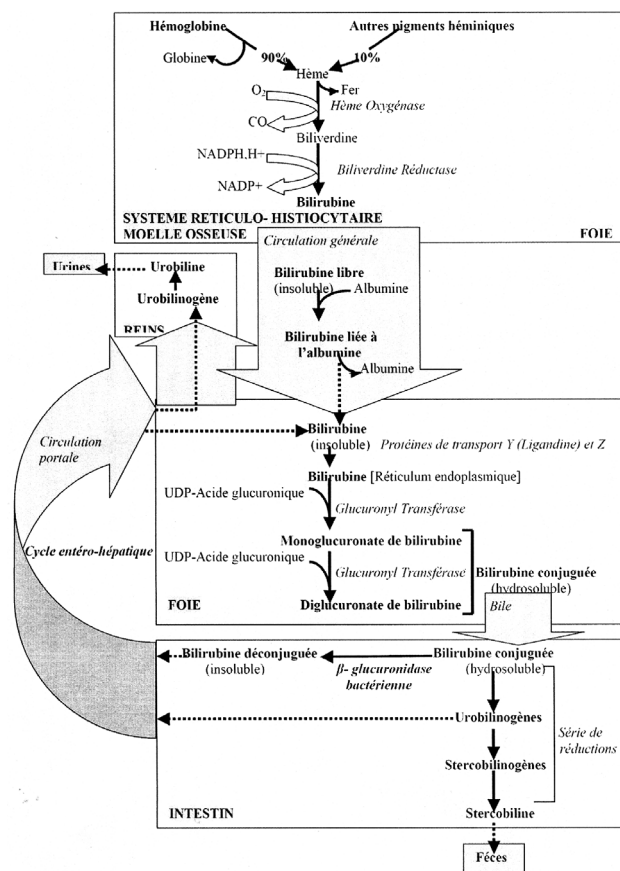 Hémoglobine
Autres pigments héminiques
Globine
90%
10%
Hème
O2
Fer
Hème Oxygénase
CO
Biliverdine
NADPH.H+
Biliverdine Réductase
NADP+
Bilirubine
SYSTEME RETICULO- HISTIOCYTAIRE
MOELLE OSSEUSE
FOIE
Circulation générale
Urines
Urobiline
Urobilinogène
REINS
Bilirubine libre
(insoluble)
Albumine
Bilirubine liée à
l'albumine
Albumine
Circulation
portale
Bilirubine
(insoluble)
Protéines de transport Y (Ligandine) et Z
Bilirubine [Réticulum endoplasmique]
UDP-Acide glucuronique
Glucuronyl Transférase
Cycle entéro-hépatique
Monoglucuronate de bilirubine
UDP-Acide glucuronique
Glucuronyl Transférase
Bilirubine conjuguée
(hydrosoluble)
Diglucuronate de bilirubine
FOIE
Bile
Bilirubine déconjuguée
(insoluble)
β- glucuronidase
bactérienne
Bilirubine conjuguée
(hydrosoluble)
Urobilinogènes
Série de
réductions
Stercobilinogènes
INTESTIN
Stercobiline
Féces